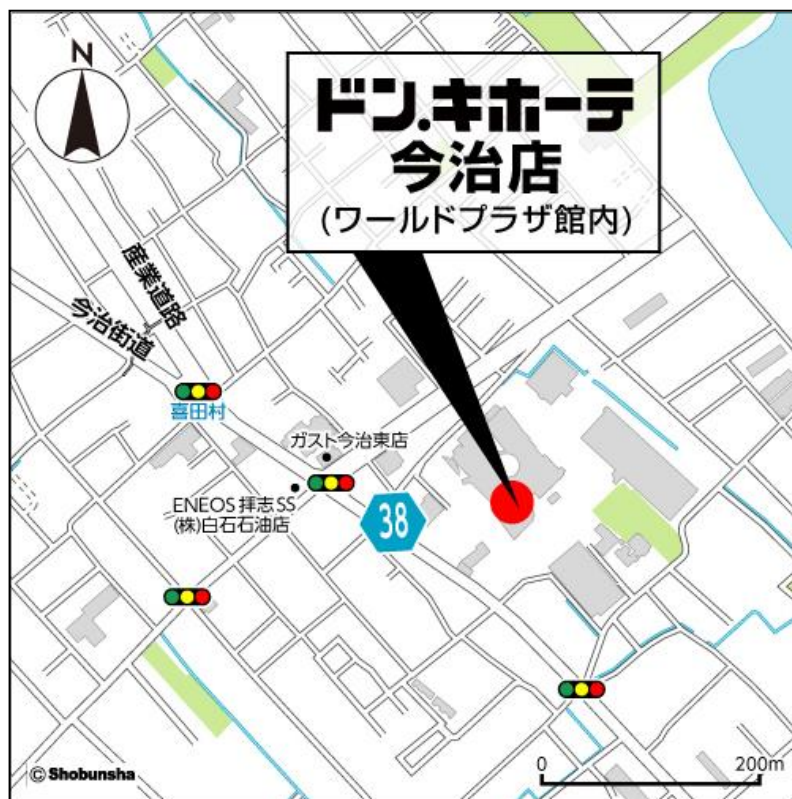 N
ドン.キホーテ
今治店
(ワールドプラザ館内)
産業道路
今治街道
喜田村
ガスト今治東店
ENEOS 拝志SS
(株)白石石油店
38
0 200m
© Shobunsha